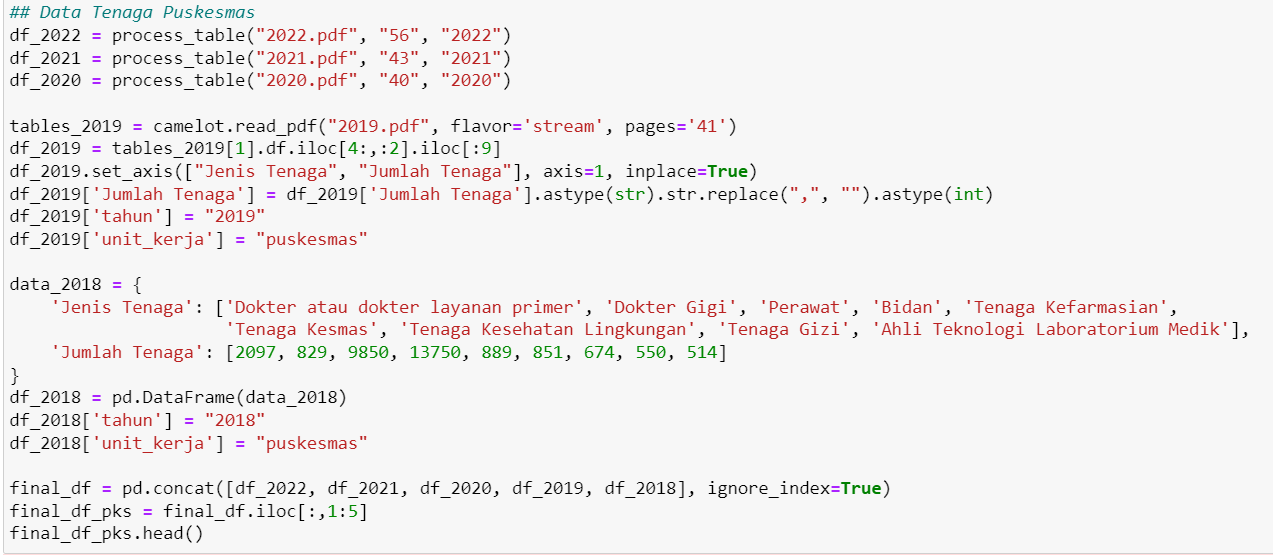 ## Data Tenaga Puskesmas
df_2022 = process_table("2022.pdf", "56", "2022")
df_2021 = process_table("2021.pdf", "43", "2021")
df_2020 = process_table("2020.pdf", "40", "2020")

tables_2019 = camelot.read_pdf("2019.pdf", flavor='stream', pages='41')
df_2019 = tables_2019[1].df.iloc[4:,:2].iloc[:9]
df_2019.set_axis(["Jenis Tenaga", "Jumlah Tenaga"], axis=1, inplace=True)
df_2019['Jumlah Tenaga'] = df_2019['Jumlah Tenaga'].astype(str).str.replace(",", "").astype(int)
df_2019['tahun'] = "2019"
df_2019['unit_kerja'] = "puskesmas"

data_2018 = {
    'Jenis Tenaga': ['Dokter atau dokter layanan primer', 'Dokter Gigi', 'Perawat', 'Bidan', 'Tenaga Kefarmasian',
                     'Tenaga Kesmas', 'Tenaga Kesehatan Lingkungan', 'Tenaga Gizi', 'Ahli Teknologi Laboratorium Medik'],
    'Jumlah Tenaga': [2097, 829, 9850, 13750, 889, 851, 674, 550, 514]
}
df_2018 = pd.DataFrame(data_2018)
df_2018['tahun'] = "2018"
df_2018['unit_kerja'] = "puskesmas"

final_df = pd.concat([df_2022, df_2021, df_2020, df_2019, df_2018], ignore_index=True)
final_df_pks = final_df.iloc[:,1:5]
final_df_pks.head()